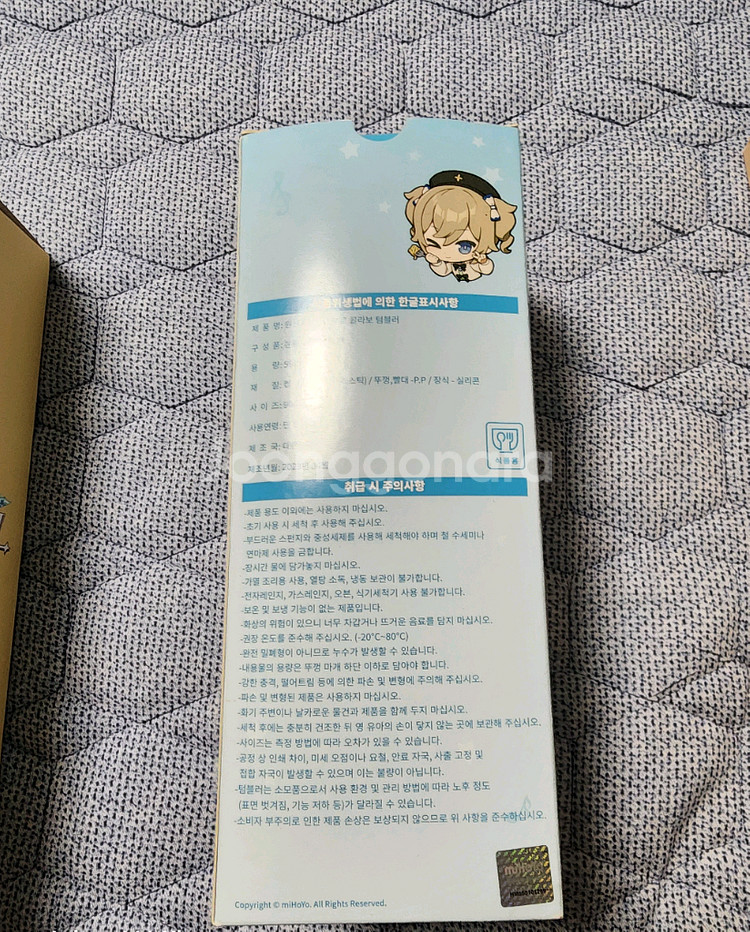 위생법에 의한 한글표시사항
제 품 명: 콜라보 텀블러
구 성 품:
용 량:
재 질: 스틱) / 뚜껑,빨대 -P.P / 장식 - 실리콘
사 이 즈:
사용연령:
제 조 국:
제조년월:
식품용
joonggonara
취급 시 주의사항
-제품 용도 이외에는 사용하지 마십시오.
-초기 사용 시 세척 후 사용해 주십시오.
-부드러운 스펀지와 중성세제를 사용해 세척해야 하며 철 수세미나
연마제 사용을 금합니다.
-장시간 물에 담가놓지 마십시오.
-가열 조리용 사용, 열탕 소독, 냉동 보관이 불가합니다.
-전자레인지, 가스레인지, 오븐, 식기세척기 사용 불가합니다.
-보온 및 보냉 기능이 없는 제품입니다.
-화상의 위험이 있으니 너무 차갑거나 뜨거운 음료를 담지 마십시오.
-권장 온도를 준수해 주십시오. (-20°C~80°C)
-완전 밀폐형이 아니므로 누수가 발생할 수 있습니다.
-내용물의 용량은 뚜껑 마개 하단 이하로 담아야 합니다.
-강한 충격, 떨어트림 등에 의한 파손 및 변형에 주의해 주십시오.
-파손 및 변형된 제품은 사용하지 마십시오.
-화기 주변이나 날카로운 물건과 제품을 함께 두지 마십시오.
-세척 후에는 충분히 건조한 뒤 영 유아의 손이 닿지 않는 곳에 보관해 주십시오.
-사이즈는 측정 방법에 따라 오차가 있을 수 있습니다.
-공정 상 인쇄 차이, 미세 오점이나 요철, 안료 자국, 사출 고정 및
접합 자국이 발생할 수 있으며 이는 불량이 아닙니다.
-텀블러는 소모품으로서 사용 환경 및 관리 방법에 따라 노후 정도
(표면 벗겨짐, 기능 저하 등)가 달라질 수 있습니다.
-소비자 부주의로 인한 제품 손상은 보상되지 않으므로 위 사항을 준수하십시오.
Copyright © miHoYo. All Rights Reserved.